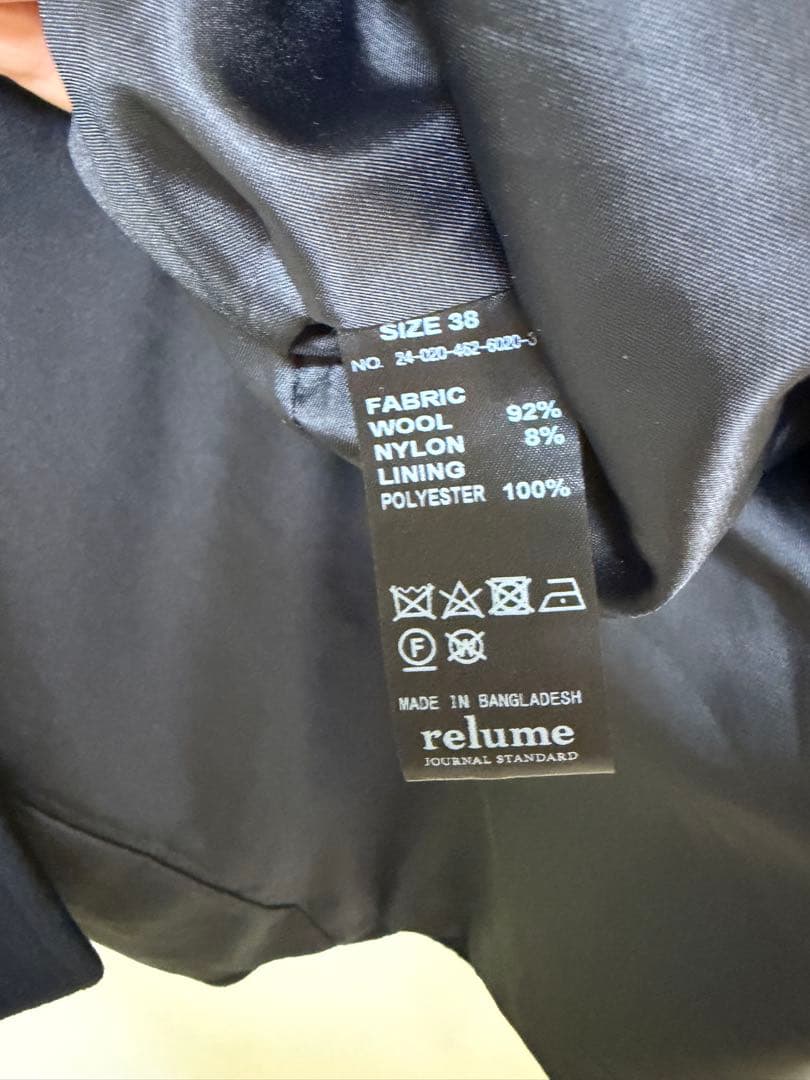 SIZE 38
NO. 24-020-462-6020-3
FABRIC
WOOL 92%
NYLON 8%
LINING
POLYESTER 100%
F W
MADE IN BANGLADESH
relume
JOURNAL STANDARD